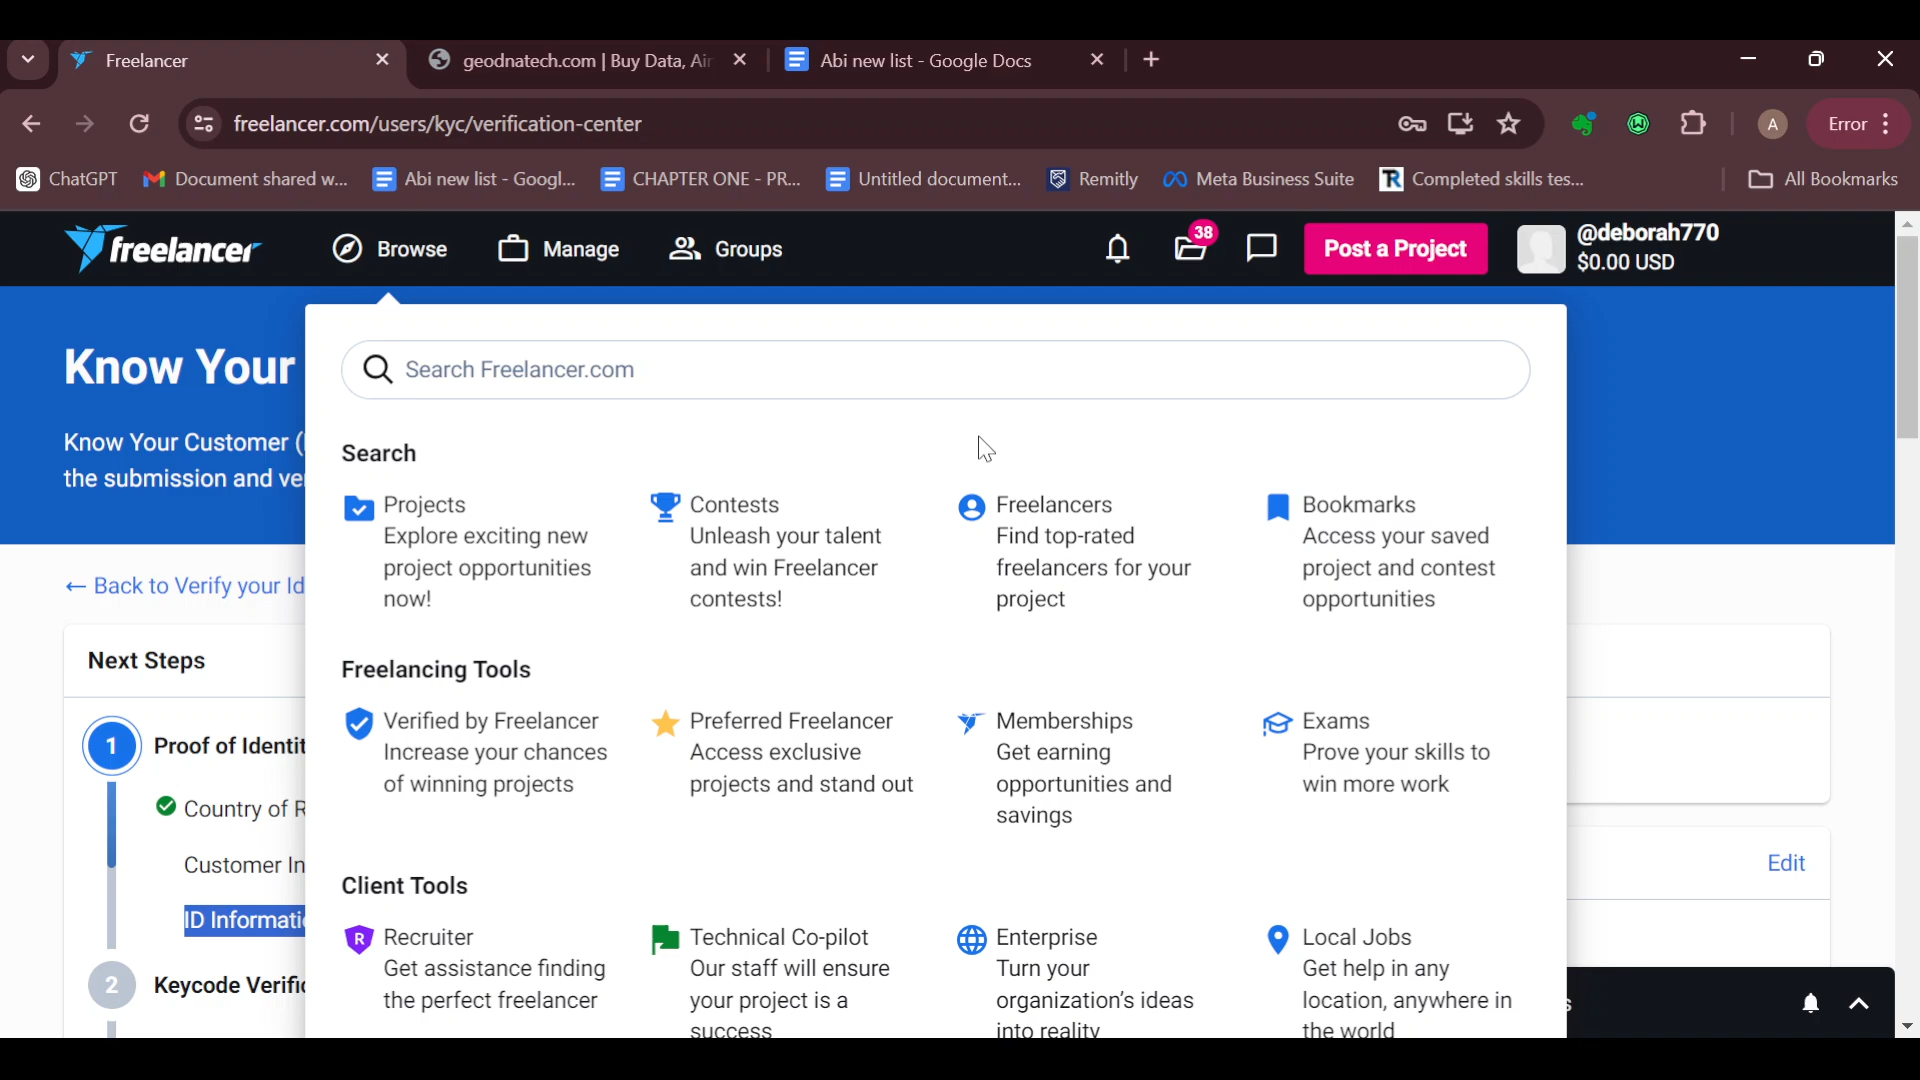 Freelancer
geodnatech.com | Buy Data, Air
Abi new list - Google Docs
freelancer.com/users/kyc/verification-center
A
Error
ChatGPT
Document shared w...
Abi new list - Googl...
CHAPTER ONE - PR...
Untitled document...
Remitly
Meta Business Suite
Completed skills tes...
All Bookmarks
freelancer
Browse
Manage
Groups
38
Post a Project
@deborah770
$0.00 USD
Know Your
Know Your Customer (
the submission and ve
Search Freelancer.com
Search
Projects
Explore exciting new
project opportunities
now!
Contests
Unleash your talent
and win Freelancer
contests!
Freelancers
Find top-rated
freelancers for your
project
Bookmarks
Access your saved
project and contest
opportunities
← Back to Verify your Id
Next Steps
Freelancing Tools
Verified by Freelancer
Increase your chances
of winning projects
Preferred Freelancer
Access exclusive
projects and stand out
Memberships
Get earning
opportunities and
savings
Exams
Prove your skills to
win more work
1
Proof of Identit
Country of R
Customer In
ID Informati
Edit
Client Tools
R
Recruiter
Get assistance finding
the perfect freelancer
Technical Co-pilot
Our staff will ensure
your project is a
success
Enterprise
Turn your
organization's ideas
into reality
Local Jobs
Get help in any
location, anywhere in
the world
2
Keycode Verific
s